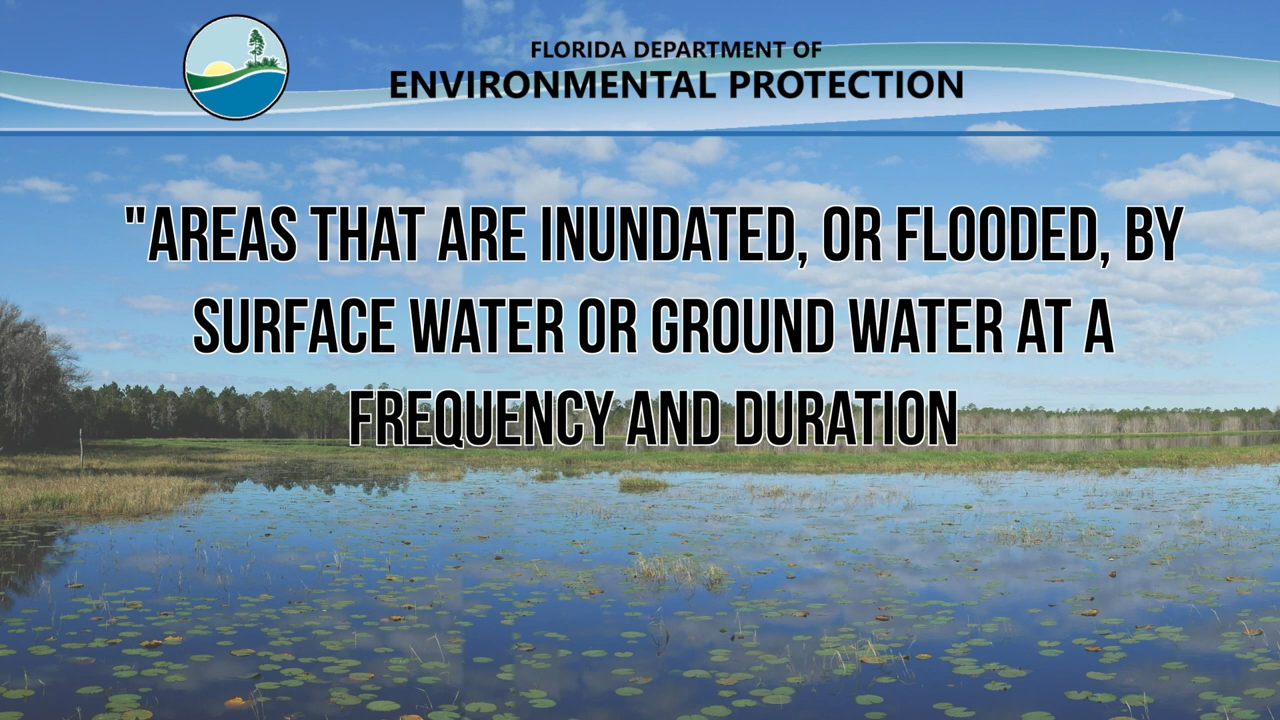 FLORIDA DEPARTMENT OF
ENVIRONMENTAL PROTECTION
"AREAS THAT ARE INUNDATED, OR FLOODED, BY
SURFACE WATER OR GROUND WATER AT A
FREQUENCY AND DURATION